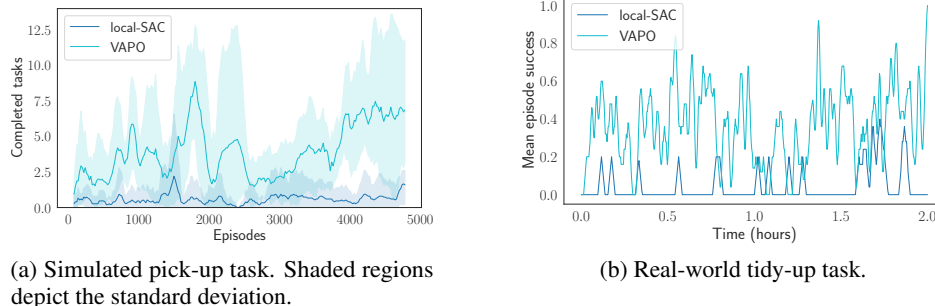 local-SAC
VAPO
Completed tasks
12.5
10.0
7.5
5.0
2.5
0.0
0
1000
2000
3000
4000
5000
Episodes
(a) Simulated pick-up task. Shaded regions
depict the standard deviation.
local-SAC
VAPO
Mean episode success
1.0
0.8
0.6
0.4
0.2
0.0
0.0
0.5
1.0
1.5
2.0
Time (hours)
(b) Real-world tidy-up task.